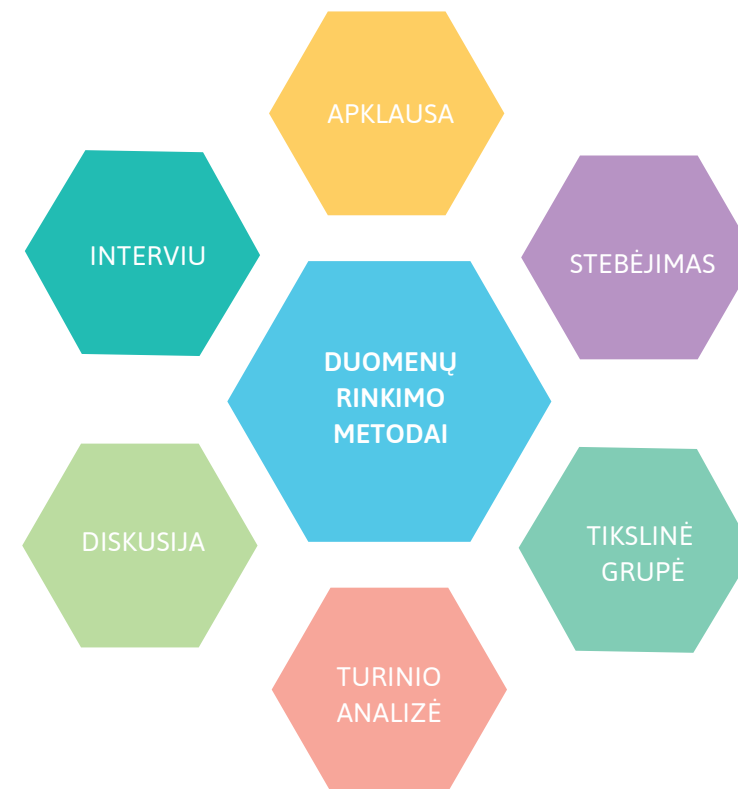 APKLAUSA
INTERVIU
STEBĖJIMAS
DUOMENŲ
RINKIMO
METODAI
DISKUSIJA
TIKSLINĖ
GRUPĖ
TURINIO
ANALIZĖ